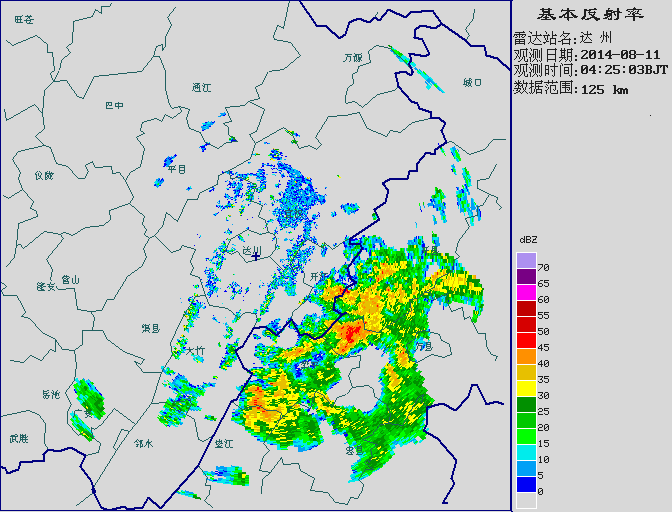 基本反射率
雷达站名:达 州
观测日期:2014-08-11
观测时间:04:25:03BJT
数据范围:125 km
旺苍
万源
城口
通江
巴中
仪陇
平昌
达川
开江
营山
渠县
大竹
岳池
武胜
邻水
垫江
忠县
万县
dBZ
70
65
60
55
50
45
40
35
30
25
20
15
10
5
0